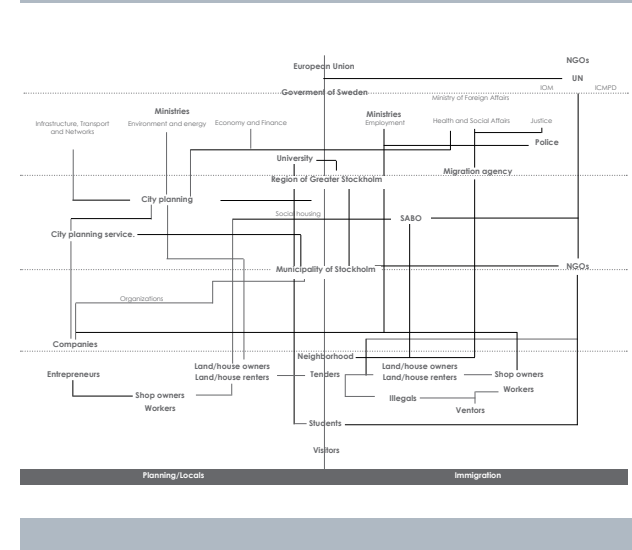 NGOs
European Union
UN
Goverment of Sweden
IOM
ICMPD
Ministry of Foreign Affairs
Ministries
Ministries
Infrastructure, Transport
and Networks
Environment and energy
Economy and Finance
Employment
Health and Social Affairs
Justice
Police
University
Migration agency
Region of Greater Stockholm
City planning
Social housing
SABO
City planning service.
Municipality of Stockholm
NGOs
Organizations
Companies
Neighborhood
Entrepreneurs
Land/house owners
Land/house renters
Tenders
Land/house owners
Land/house renters
Shop owners
Shop owners
Workers
Workers
Illegals
Ventors
Students
Visitors
Planning/Locals
Immigration